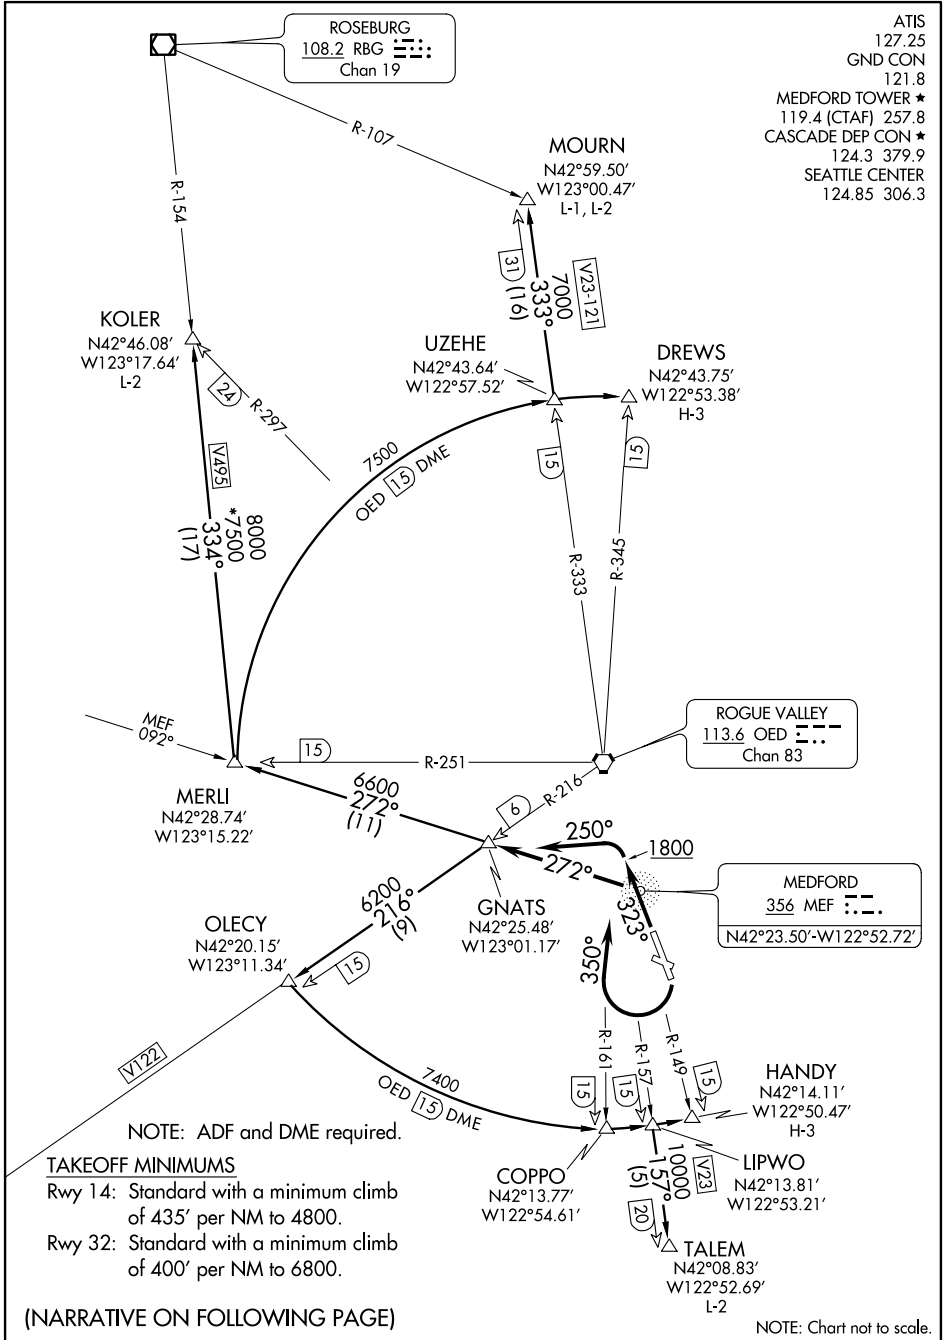 ROSEBURG
108.2 RBG
Chan 19
ATIS
127.25
GND CON
121.8
MEDFORD TOWER ★
119.4 (CTAF) 257.8
CASCADE DEP CON ★
124.3 379.9
SEATTLE CENTER
124.85 306.3
R-107
R-154
MOURN
N42°59.50′
W123°00.47′
L-1, L-2
31
(16)
7000
333°
V23-121
KOLER
N42°46.08′
W123°17.64′
L-2
24
R-297
UZEHE
N42°43.64′
W122°57.52′
DREWS
N42°43.75′
W122°53.38′
H-3
7500
OED 15 DME
15
15
V495
8000
*7500
334°
(17)
R-333
R-345
MEF
092°
15
R-251
ROGUE VALLEY
113.6 OED
Chan 83
MERLI
N42°28.74′
W123°15.22′
6600
272°
(11)
6
R-216
250°
1800
272°
323°
MEDFORD
356 MEF
N42°23.50′-W122°52.72′
GNATS
N42°25.48′
W123°01.17′
6200
216°
(9)
OLECY
N42°20.15′
W123°11.34′
15
350°
V122
7400
OED 15 DME
R-161
R-157
R-149
15
15
15
HANDY
N42°14.11′
W122°50.47′
H-3
COPPO
N42°13.77′
W122°54.61′
LIPWO
N42°13.81′
W122°53.21′
10000
157°
(5)
V23
20
TALEM
N42°08.83′
W122°52.69′
L-2
NOTE: ADF and DME required.
TAKEOFF MINIMUMS
Rwy 14: Standard with a minimum climb
of 435′ per NM to 4800.
Rwy 32: Standard with a minimum climb
of 400′ per NM to 6800.
(NARRATIVE ON FOLLOWING PAGE)
NOTE: Chart not to scale.